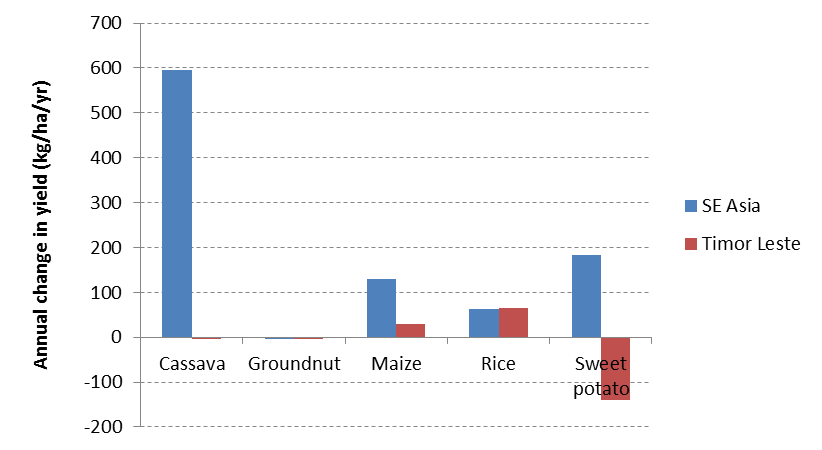 700
600
500
400
300
200
100
0
-100
-200
Annual change in yield (kg/ha/yr)
Cassava Groundnut Maize Rice Sweet
potato
SE Asia
Timor Leste